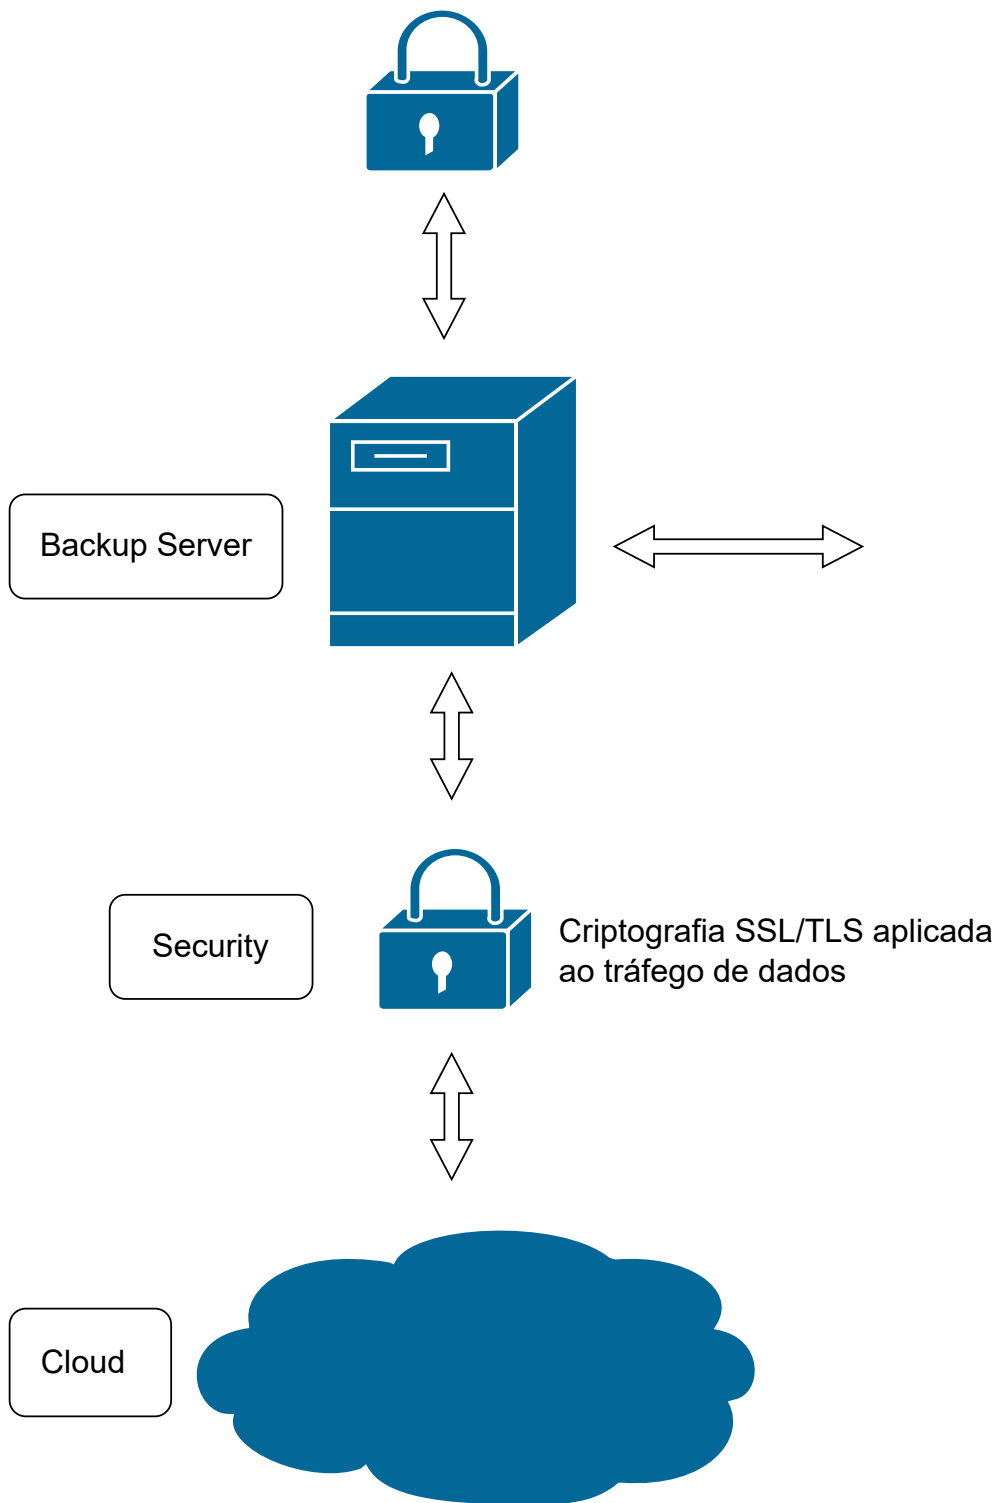 Backup Server
Security
Criptografia SSL/TLS aplicada
ao tráfego de dados
Cloud